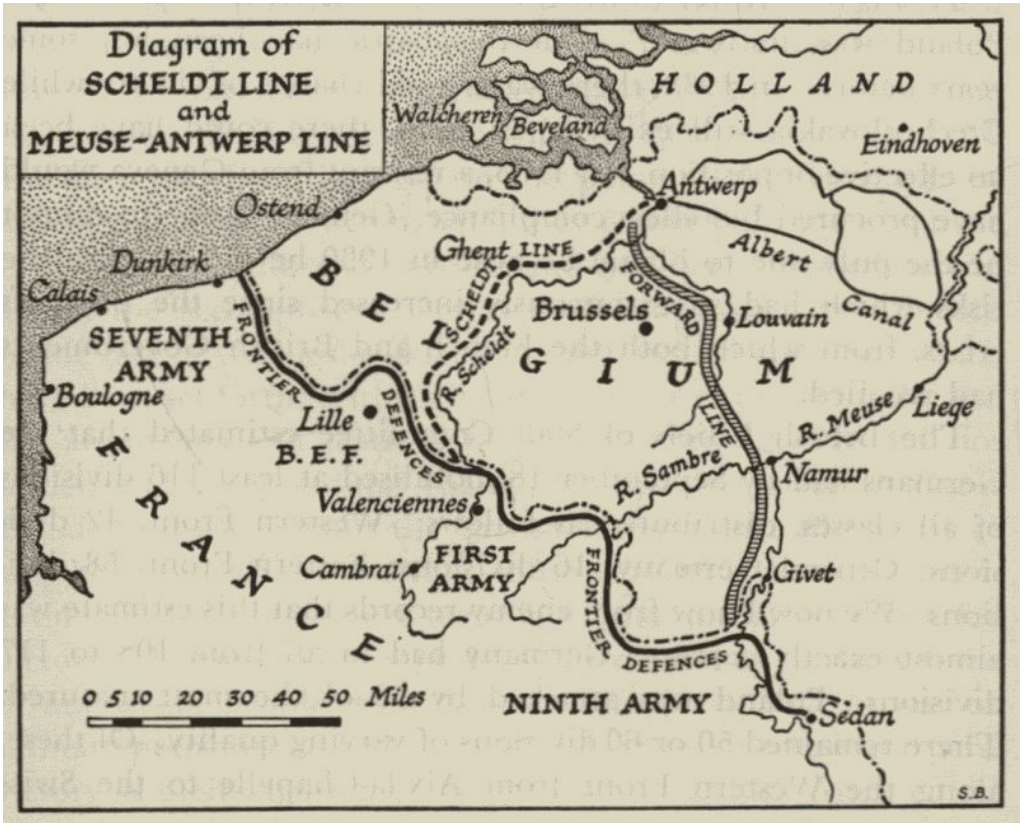 Diagram of
SCHELDT LINE
and
MEUSE-ANTWERP LINE
HOLLAND
Walcheren
Beveland
Eindhoven
Antwerp
Ostend
Ghent
LINE
SCHELDT
Albert
Canal
Dunkirk
Calais
BELGIUM
FORWARD
LINE
Brussels
Louvain
R. Scheldt
SEVENTH
ARMY
FRONTIER
DEFENCES
Boulogne
Lille
B.E.F.
R. Meuse
Liege
R. Sambre
Namur
Valenciennes
FRANCE
Cambrai
FIRST
ARMY
Givet
FRONTIER
DEFENCES
0 5 10 20 30 40 50 Miles
NINTH ARMY
Sedan
S.B.